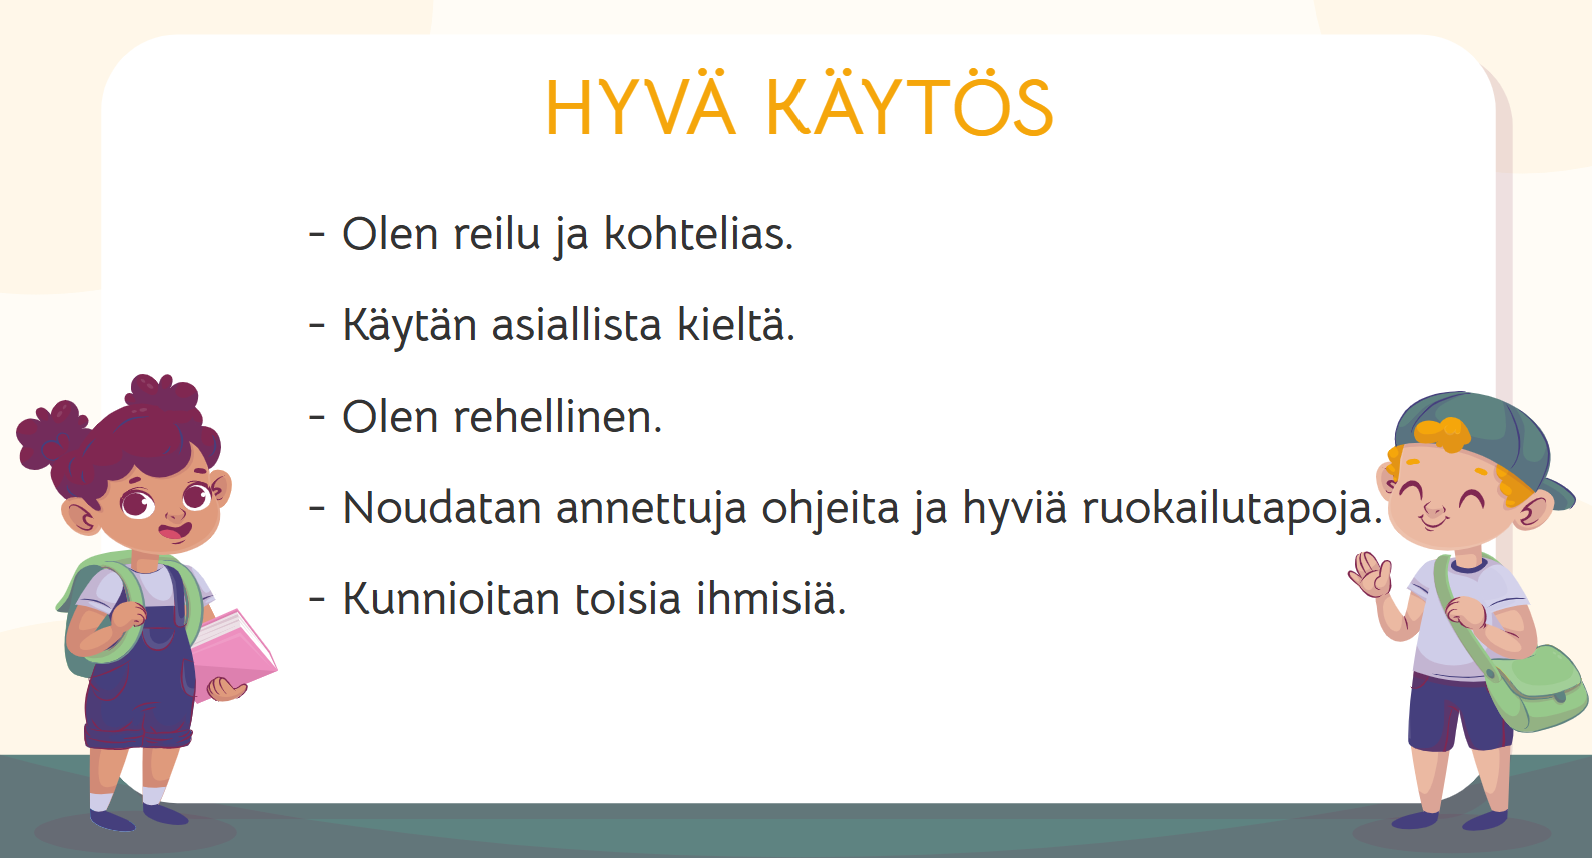 HYVÄ KÄYTÖS
- Olen reilu ja kohtelias.
- Käytän asiallista kieltä.
- Olen rehellinen.
- Noudatan annettuja ohjeita ja hyviä ruokailutapoja.
- Kunnioitan toisia ihmisiä.